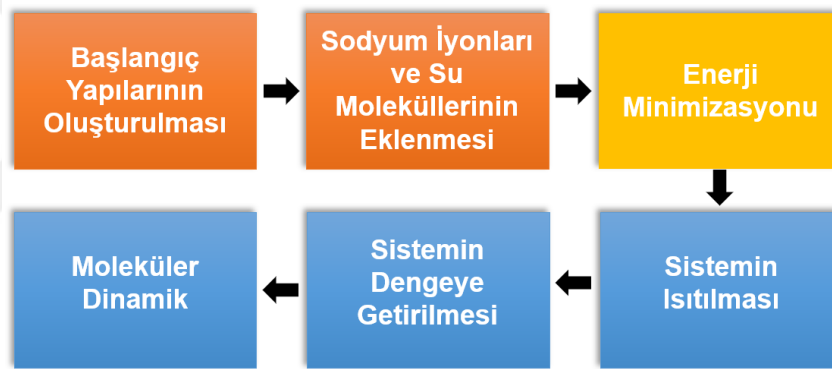 Başlangıç
Yapılarının
Oluşturulması
Sodyum İyonları
ve Su
Moleküllerinin
Eklenmesi
Enerji
Minimizasyonu
Sistemin
Isıtılması
Sistemin
Dengeye
Getirilmesi
Moleküler
Dinamik